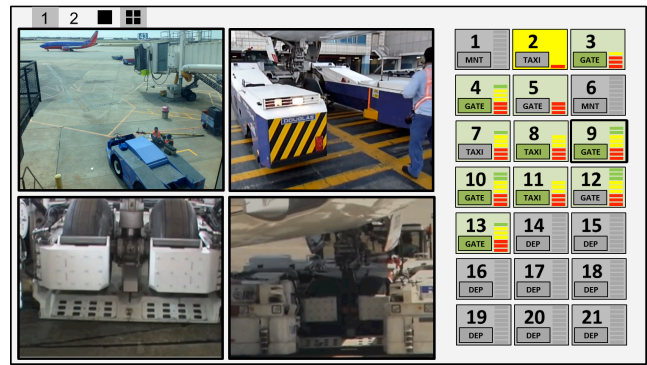 1 2
43
DOUGLAS
1 2 3
MNT TAXI GATE
4 5 6
GATE GATE MNT
7 8 9
TAXI TAXI GATE
10 11 12
GATE TAXI GATE
13 14 15
GATE DEP DEP
16 17 18
DEP DEP DEP
19 20 21
DEP DEP DEP